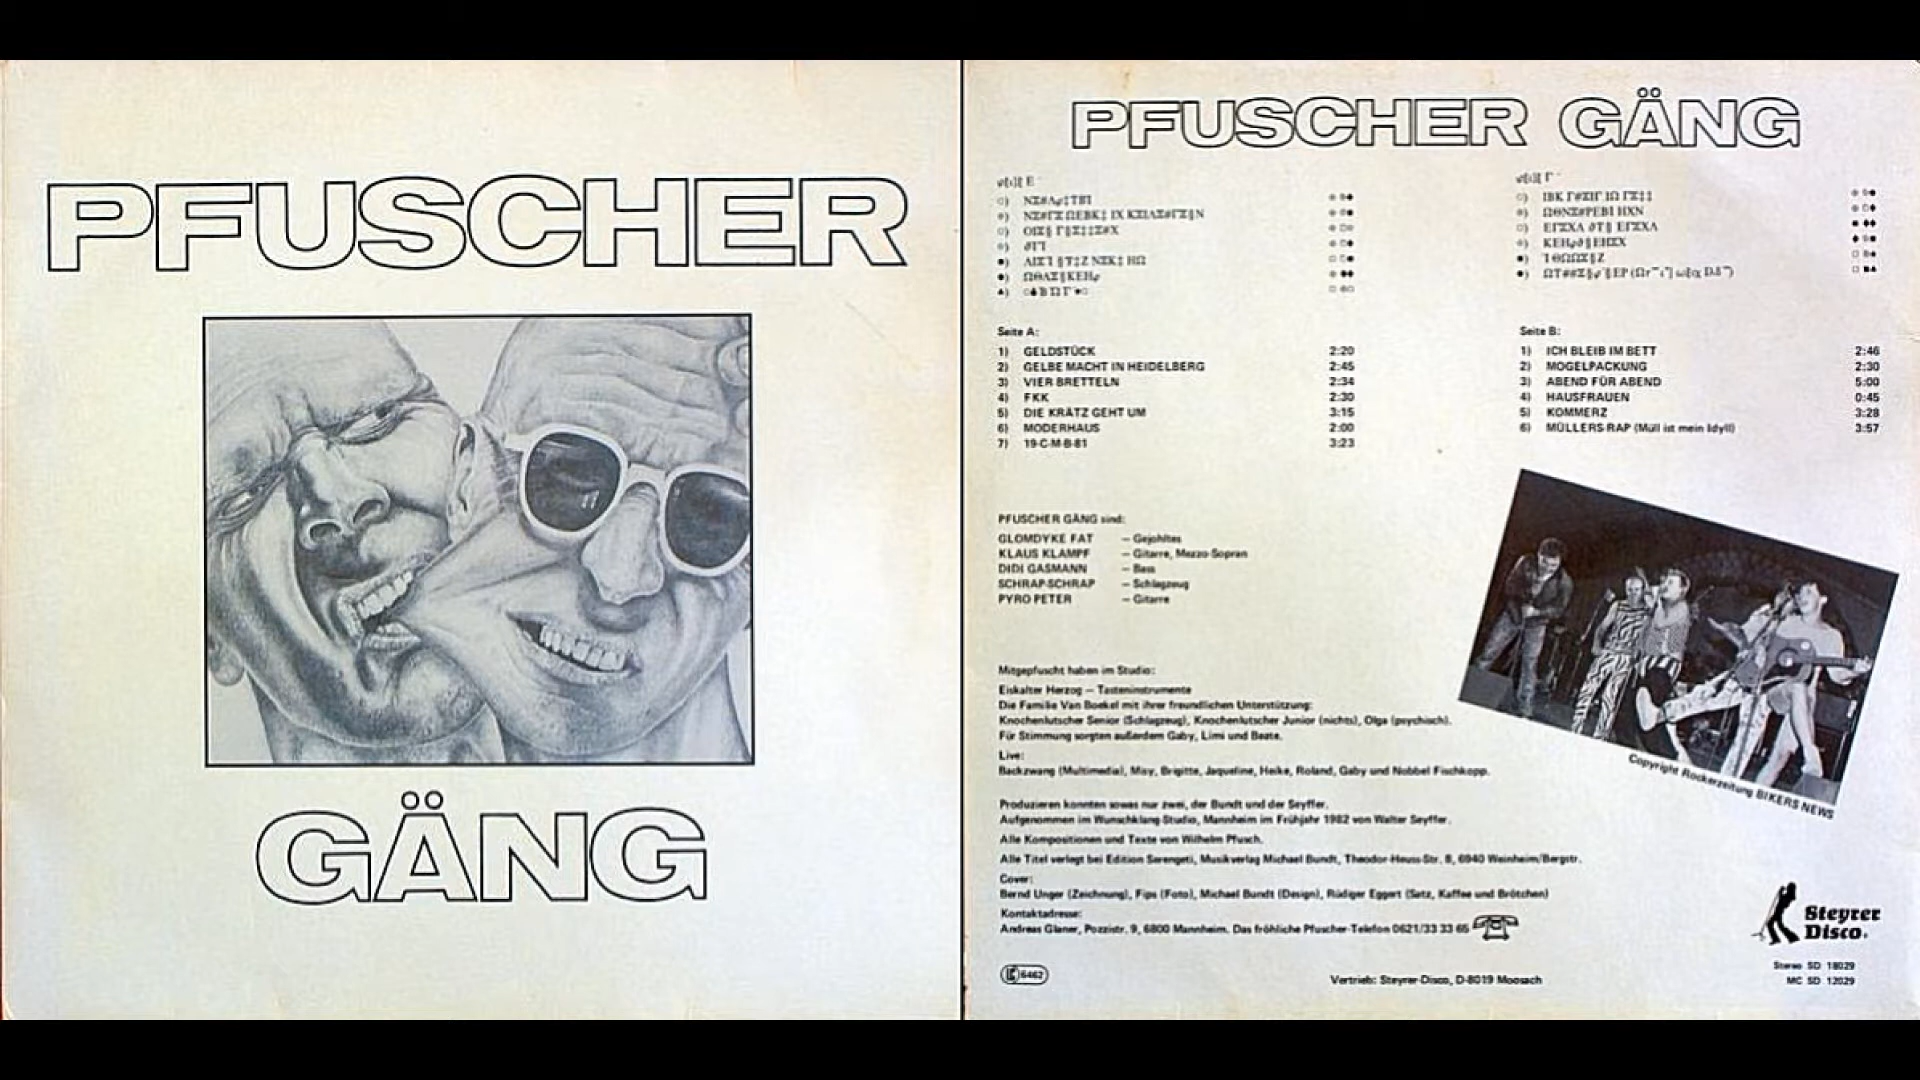 PFUSCHER
GÄNG
PFUSCHER GÄNG
Seite A:
1) GELDSTÜCK 2:20
2) GELBE MACHT IN HEIDELBERG 2:45
3) VIER BRETTELN 2:34
4) FKK 2:30
5) DIE KRÄTZ GEHT UM 3:15
6) MODERHAUS 2:00
7) 19-C-M-B-81 3:23
Seite B:
1) ICH BLEIB IM BETT 2:46
2) MOGELPACKUNG 2:30
3) ABEND FÜR ABEND 5:00
4) HAUSFRAUEN 0:45
5) KOMMERZ 3:28
6) MÜLLERS-RAP (Müll ist mein Idyll) 3:57
PFUSCHER GÄNG sind:
GLOMDYKE FAT – Gejohltes
KLAUS KLAMPF – Gitarre, Mezzo-Sopran
DIDI GASMANN – Bass
SCHRAP-SCHRAP – Schlagzeug
PYRO PETER – Gitarre
Mitgepfuscht haben im Studio:
Eiskalter Herzog – Tasteninstrumente
Die Familie Van Boekel mit ihrer freundlichen Unterstützung:
Knochenlutscher Senior (Schlagzeug), Knochenlutscher Junior (nichts), Olga (psychisch).
Für Stimmung sorgten außerdem Gaby, Limi und Beate.
Live:
Backzwang (Multimedia), Misy, Brigitte, Jaqueline, Heike, Roland, Gaby und Nobbel Fischkopp.
Produzieren konnten sowas nur zwei, der Bundt und der Seyffer.
Aufgenommen im Wunschklang-Studio, Mannheim im Frühjahr 1982 von Walter Seyffer.
Alle Kompositionen und Texte von Wilhelm Pfusch.
Alle Titel verlegt bei Edition Serengeti, Musikverlag Michael Bundt, Theodor-Heuss-Str. 8, 6940 Weinheim/Bergstr.
Cover:
Bernd Unger (Zeichnung), Fips (Foto), Michael Bundt (Design), Rüdiger Eggert (Satz, Kaffee und Brötchen)
Kontaktadresse:
Andreas Glaner, Pozzistr. 9, 6800 Mannheim. Das fröhliche Pfuscher-Telefon 0621/33 33 65
Copyright Rockerzeitung BIKERS NEWS
Steyrer
Disco.
LC 6462
Vertrieb: Steyrer-Disco, D-8019 Moosach
Stereo SD 18029
MC SD 12029